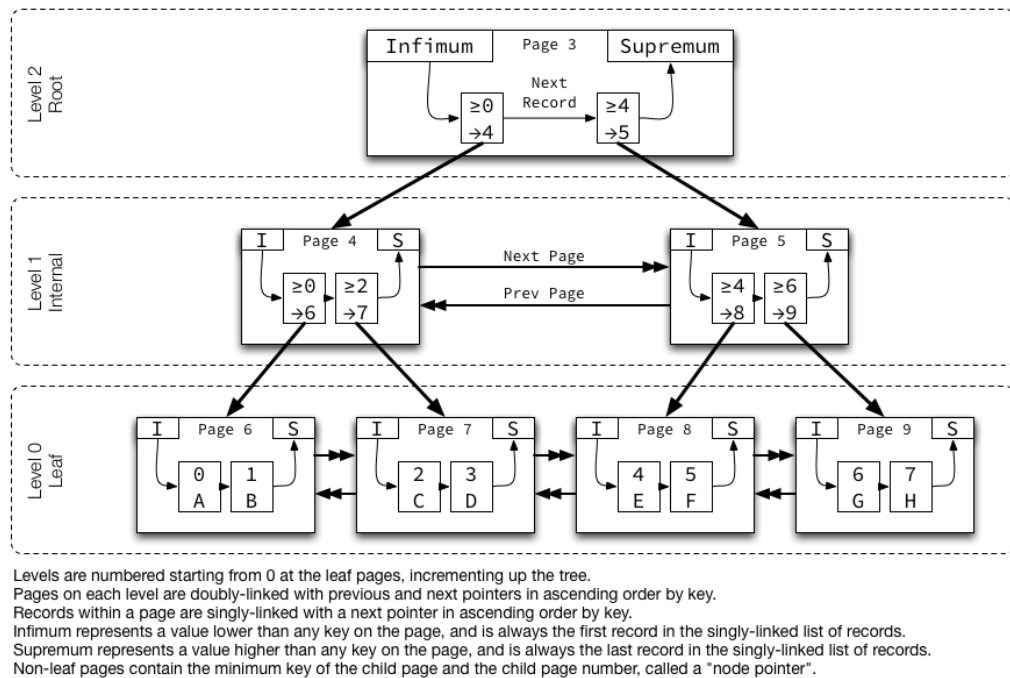 Level 2
Root
Infimum
Page 3
Supremum
Next
Record
≥0
→4
≥4
→5
Level 1
Internal
I
Page 4
S
≥0
→6
≥2
→7
Next Page
Prev Page
I
Page 5
S
≥4
→8
≥6
→9
Level 0
Leaf
I
Page 6
S
0
A
1
B
I
Page 7
S
2
C
3
D
I
Page 8
S
4
E
5
F
I
Page 9
S
6
G
7
H
Levels are numbered starting from 0 at the leaf pages, incrementing up the tree.
Pages on each level are doubly-linked with previous and next pointers in ascending order by key.
Records within a page are singly-linked with a next pointer in ascending order by key.
Infimum represents a value lower than any key on the page, and is always the first record in the singly-linked list of records.
Supremum represents a value higher than any key on the page, and is always the last record in the singly-linked list of records.
Non-leaf pages contain the minimum key of the child page and the child page number, called a "node pointer".